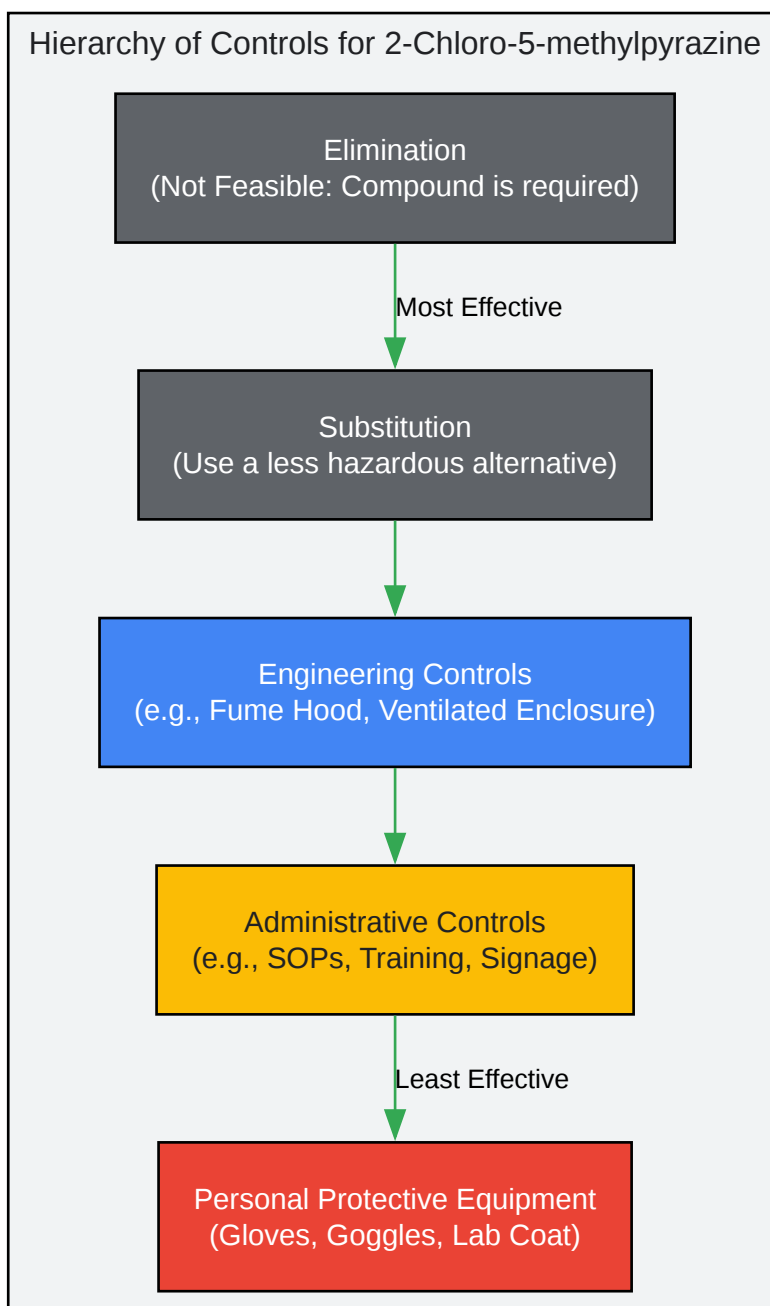 Hierarchy of Controls for 2-Chloro-5-methylpyrazine
Elimination
(Not Feasible: Compound is required)
Most Effective
Substitution
(Use a less hazardous alternative)
Engineering Controls
(e.g., Fume Hood, Ventilated Enclosure)
Administrative Controls
(e.g., SOPs, Training, Signage)
Least Effective
Personal Protective Equipment
(Gloves, Goggles, Lab Coat)